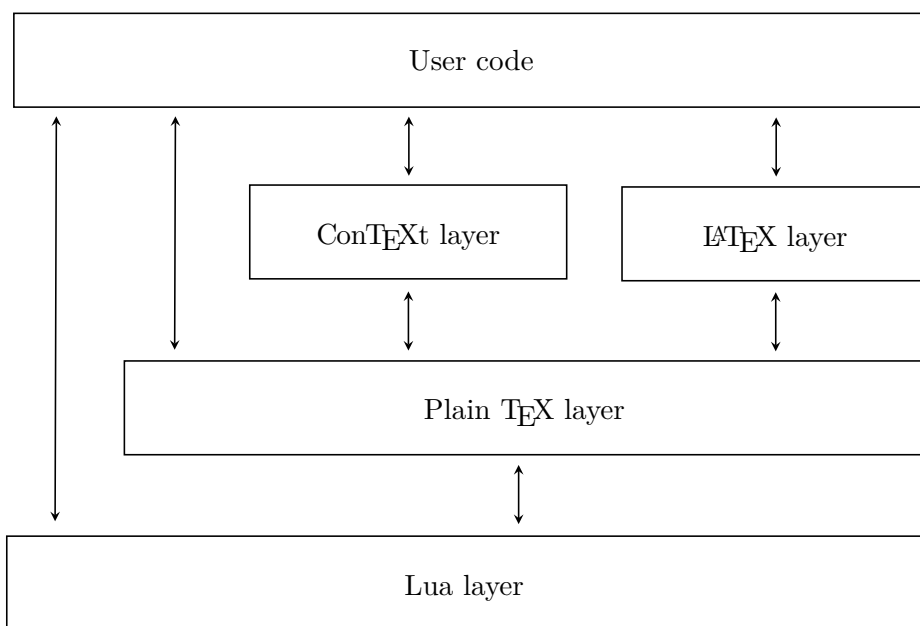 User code
ConTEXt layer
LATEX layer
Plain TEX layer
Lua layer